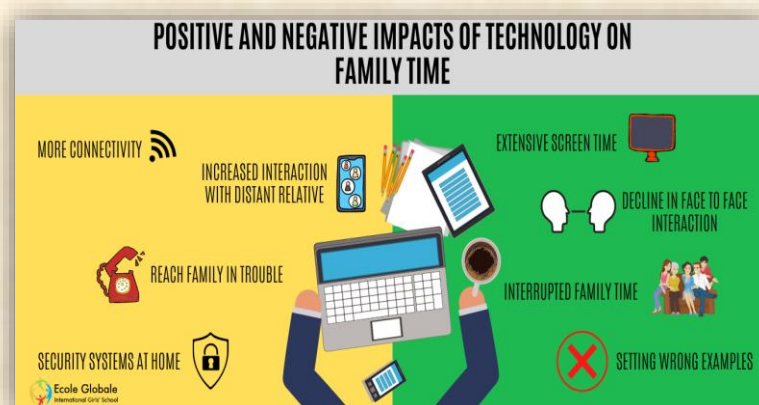 POSITIVE AND NEGATIVE IMPACTS OF TECHNOLOGY ON
FAMILY TIME
MORE CONNECTIVITY
INCREASED INTERACTION
WITH DISTANT RELATIVE
REACH FAMILY IN TROUBLE
SECURITY SYSTEMS AT HOME
EXTENSIVE SCREEN TIME
DECLINE IN FACE TO FACE
INTERACTION
INTERRUPTED FAMILY TIME
SETTING WRONG EXAMPLES
Ecole Globale
International Girls' School